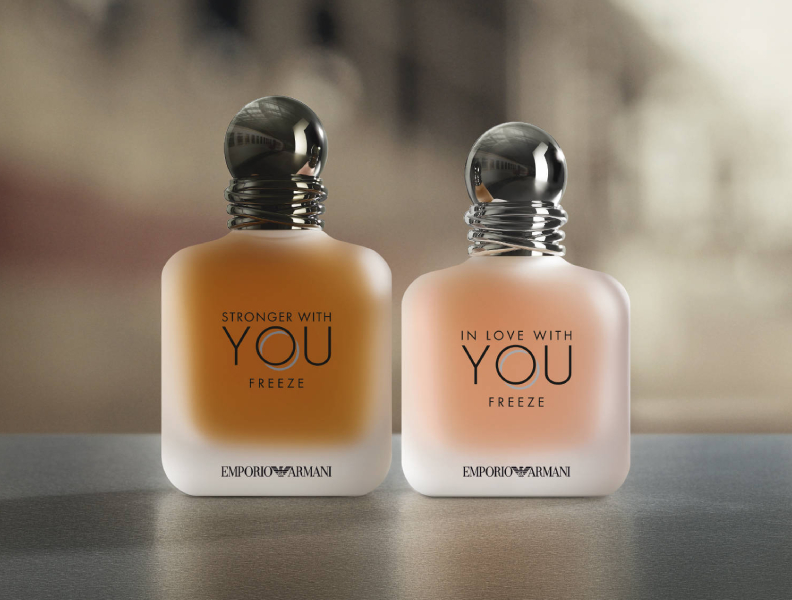 STRONGER WITH
YOU
FREEZE
EMPORIO ARMANI
IN LOVE WITH
YOU
FREEZE
EMPORIO ARMANI